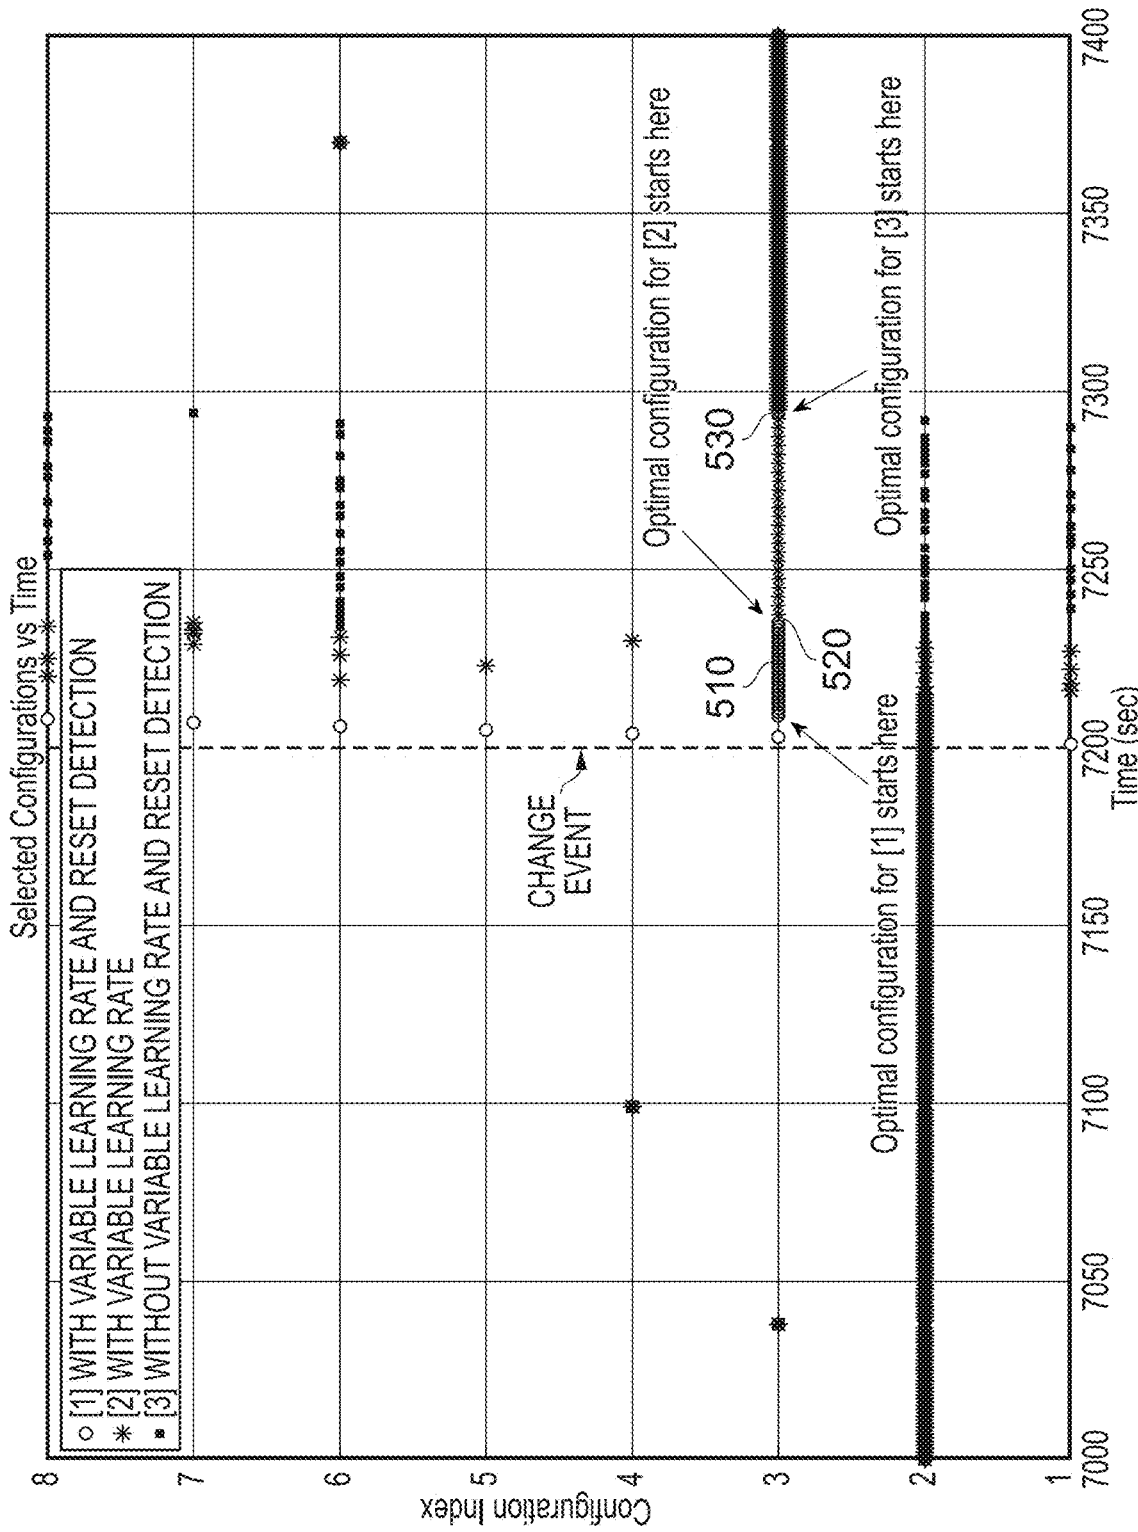 Selected Configurations vs Time
[1] WITH VARIABLE LEARNING RATE AND RESET DETECTION
[2] WITH VARIABLE LEARNING RATE
[3] WITHOUT VARIABLE LEARNING RATE AND RESET DETECTION
8
7
6
5
4
3
2
1
Configuration Index
CHANGE
EVENT
Optimal configuration for [2] starts here
510
520
530
Optimal configuration for [1] starts here
Optimal configuration for [3] starts here
7000
7050
7100
7150
7200
7250
7300
7350
7400
Time (sec)